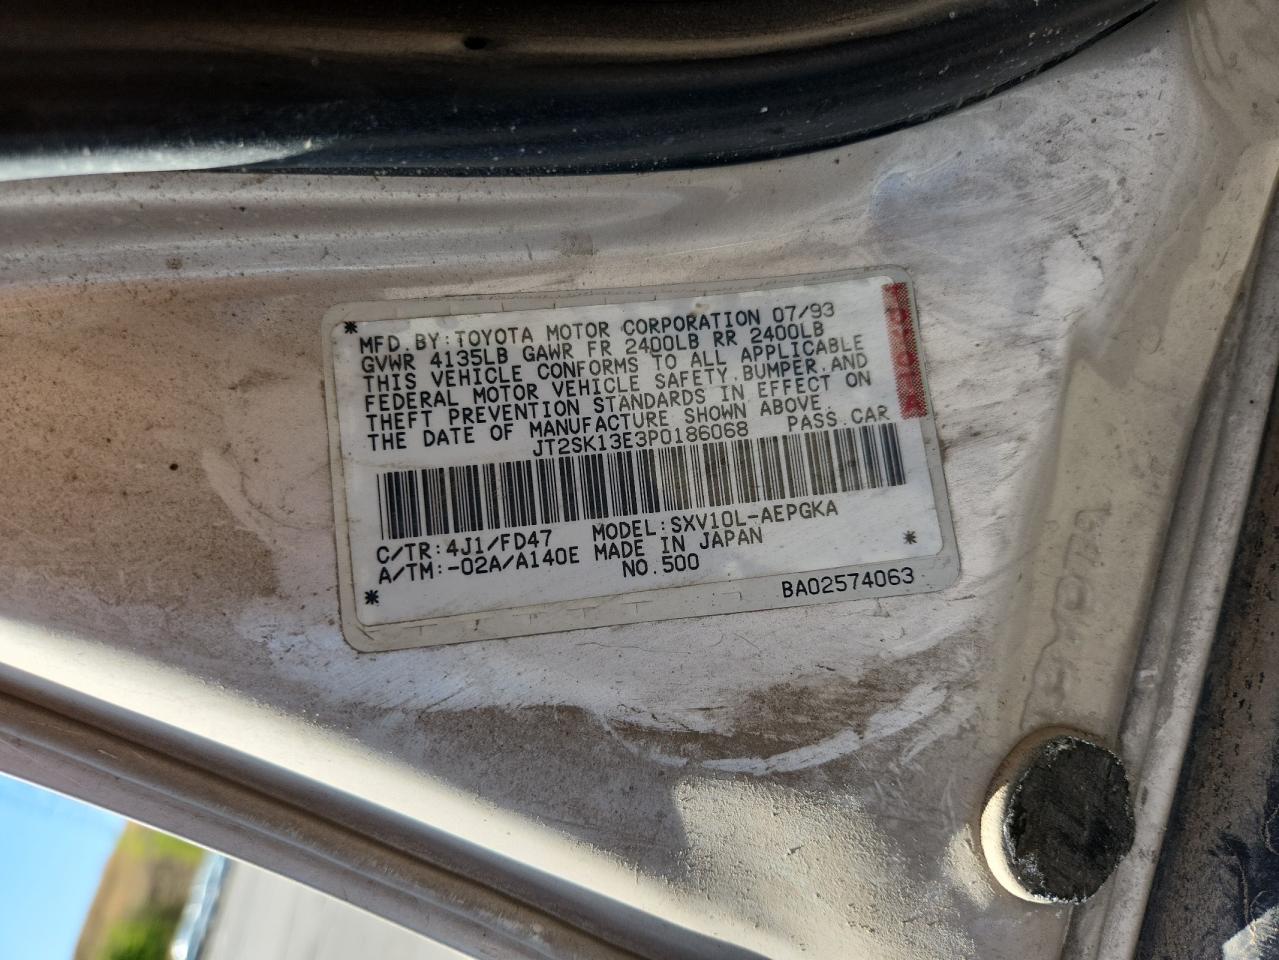 MFD. BY: TOYOTA MOTOR CORPORATION 07/93
GVWR 4135LB GAWR FR 2400LB RR 2400LB
THIS VEHICLE CONFORMS TO ALL APPLICABLE
FEDERAL MOTOR VEHICLE SAFETY, BUMPER, AND
THEFT PREVENTION STANDARDS IN EFFECT ON
THE DATE OF MANUFACTURE SHOWN ABOVE.
JT2SK13E3P0186068 PASS. CAR
C/TR: 4J1/FD47 MODEL: SXV10L-AEPGKA
A/TM: -02A/A140E MADE IN JAPAN
NO. 500
BA02574063